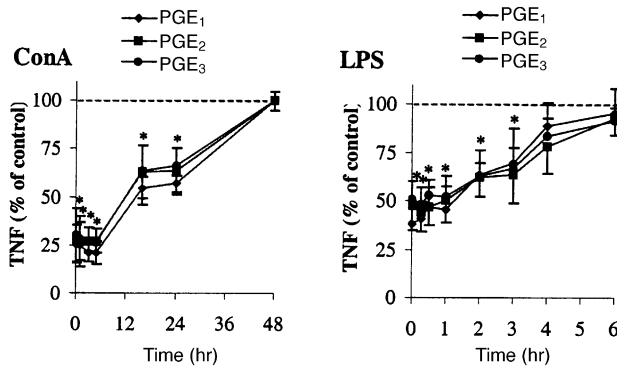 PGE1
PGE2
PGE3
ConA
TNF (% of control)
100
75
50
25
0
* * * * * *
0 12 24 36 48
Time (hr)
PGE1
PGE2
PGE3
LPS
TNF (% of control)
100
75
50
25
0
* * * * * *
0 1 2 3 4 5 6
Time (hr)